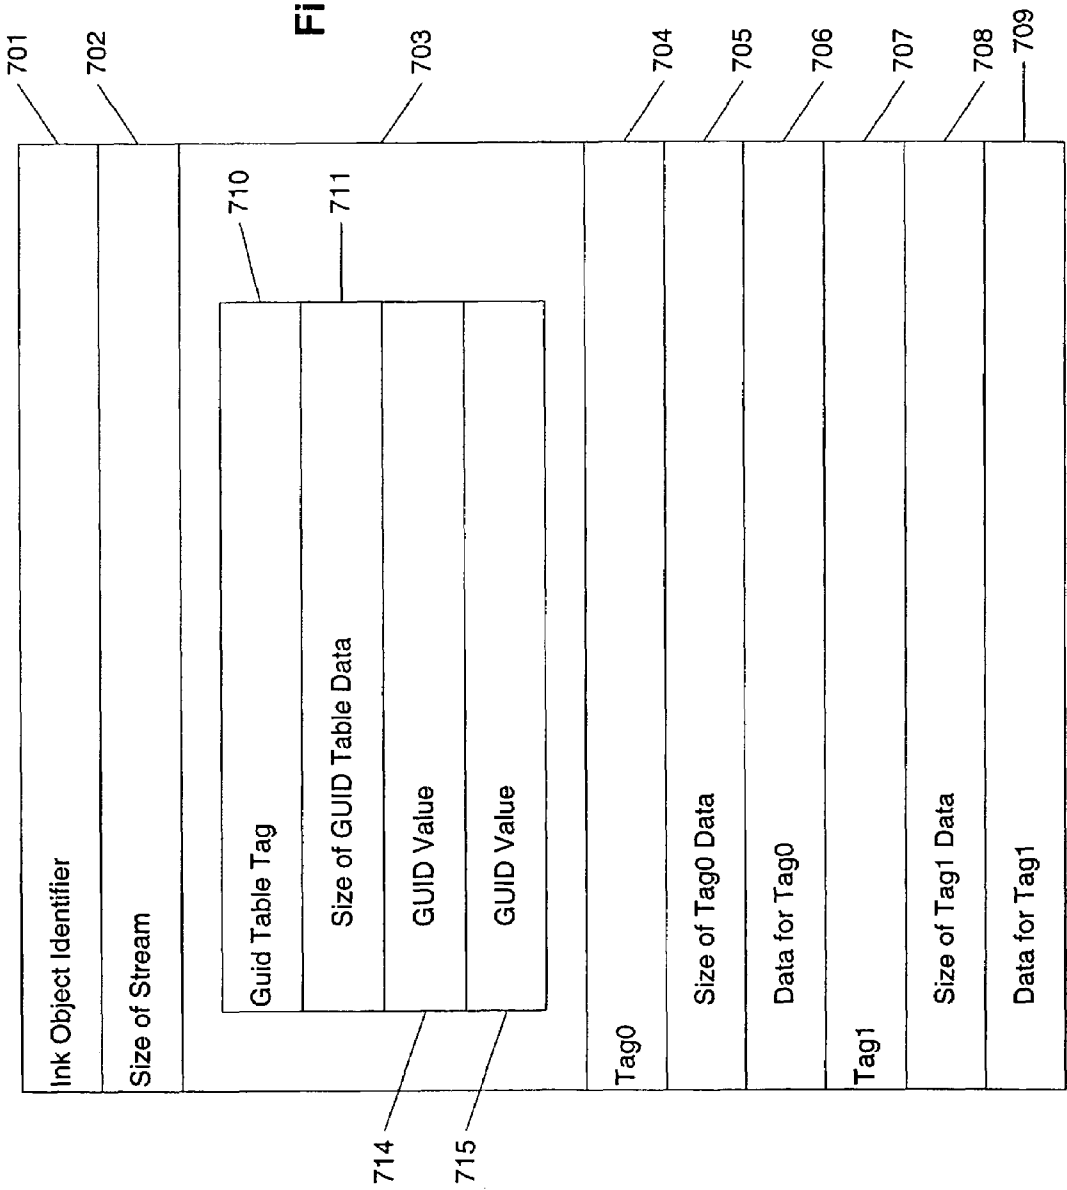 Fi
701
Ink Object Identifier
702
Size of Stream
703
710
Guid Table Tag
711
Size of GUID Table Data
714
GUID Value
715
GUID Value
704
Tag0
705
Size of Tag0 Data
706
Data for Tag0
707
Tag1
708
Size of Tag1 Data
709
Data for Tag1